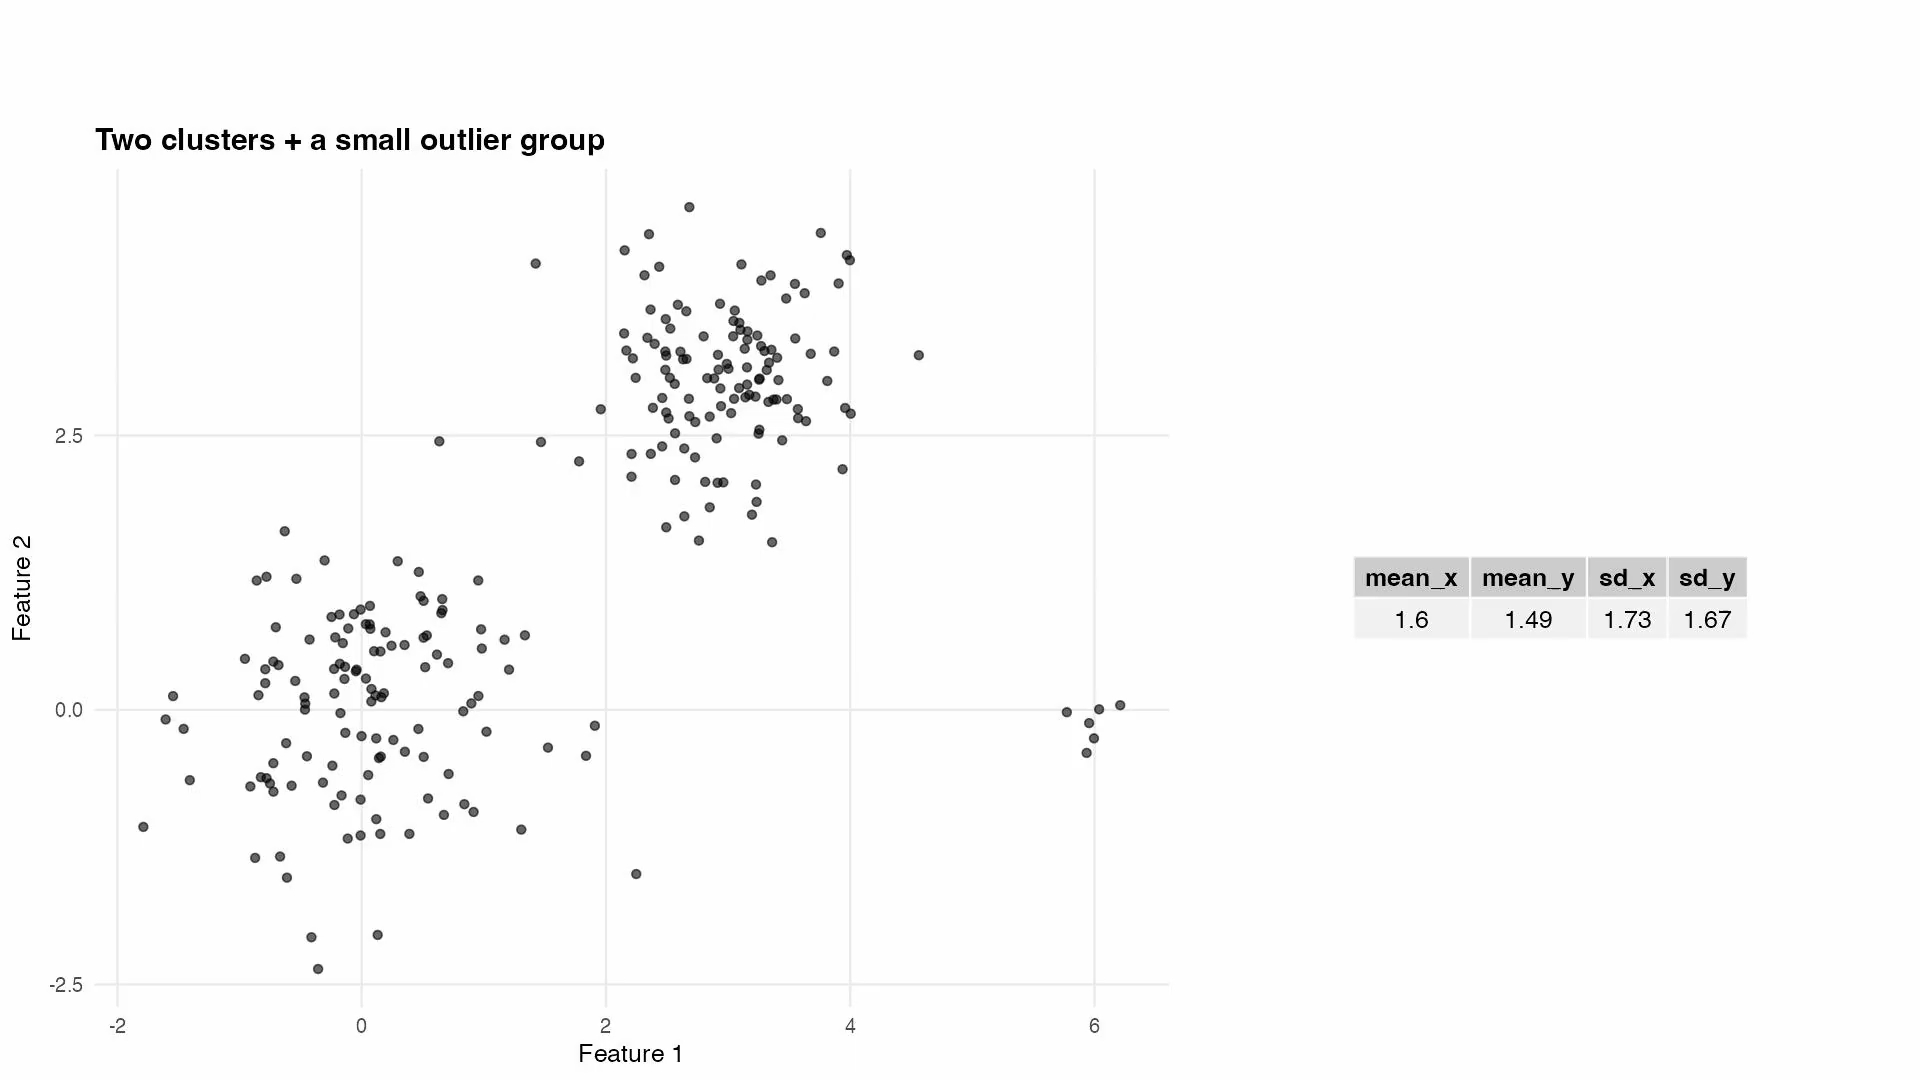 Two clusters + a small outlier group
Feature 2
2.5
0.0
-2.5
-2 0 2 4 6
Feature 1
mean_x mean_y sd_x sd_y
1.6 1.49 1.73 1.67